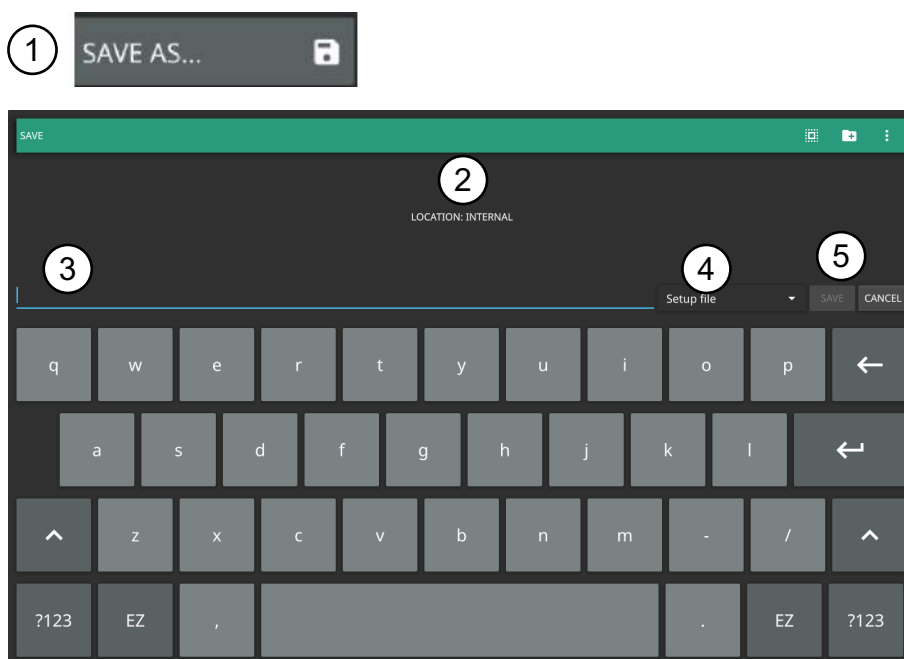 1 SAVE AS...
SAVE
2
LOCATION: INTERNAL
3 4 5
Setup file SAVE CANCEL
q w e r t y u i o p
a s d f g h j k l
z x c v b n m - /
?123 EZ , . EZ ?123